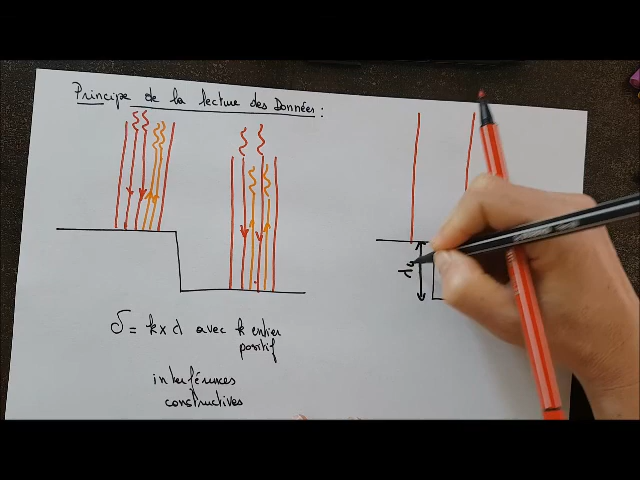 Principe de la lecture des Données :
δ = k x λ avec k entier
positif
interférences
constructives